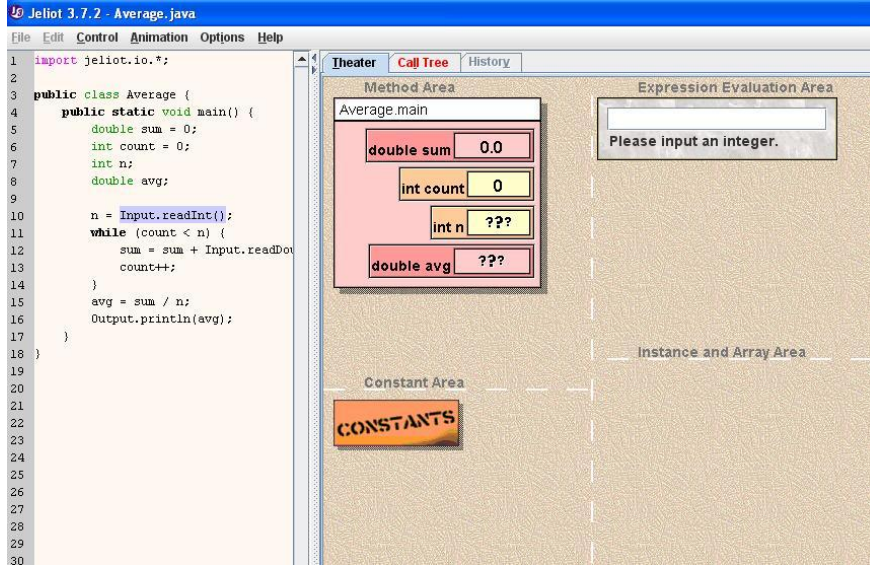 Jeliot 3.7.2 - Average.java
File Edit Control Animation Options Help
1 import jeliot.io.*;
2
3 public class Average {
4 public static void main() {
5 double sum = 0;
6 int count = 0;
7 int n;
8 double avg;
9
10 n = Input.readInt();
11 while (count < n) {
12 sum = sum + Input.readDou
13 count++;
14 }
15 avg = sum / n;
16 Output.println(avg);
17 }
18 }
19
20
21
22
23
24
25
26
27
28
29
30
Theater Call Tree History
Method Area
Average.main
double sum 0.0
int count 0
int n ???
double avg ???
Expression Evaluation Area
Please input an integer.
Constant Area
CONSTANTS
Instance and Array Area